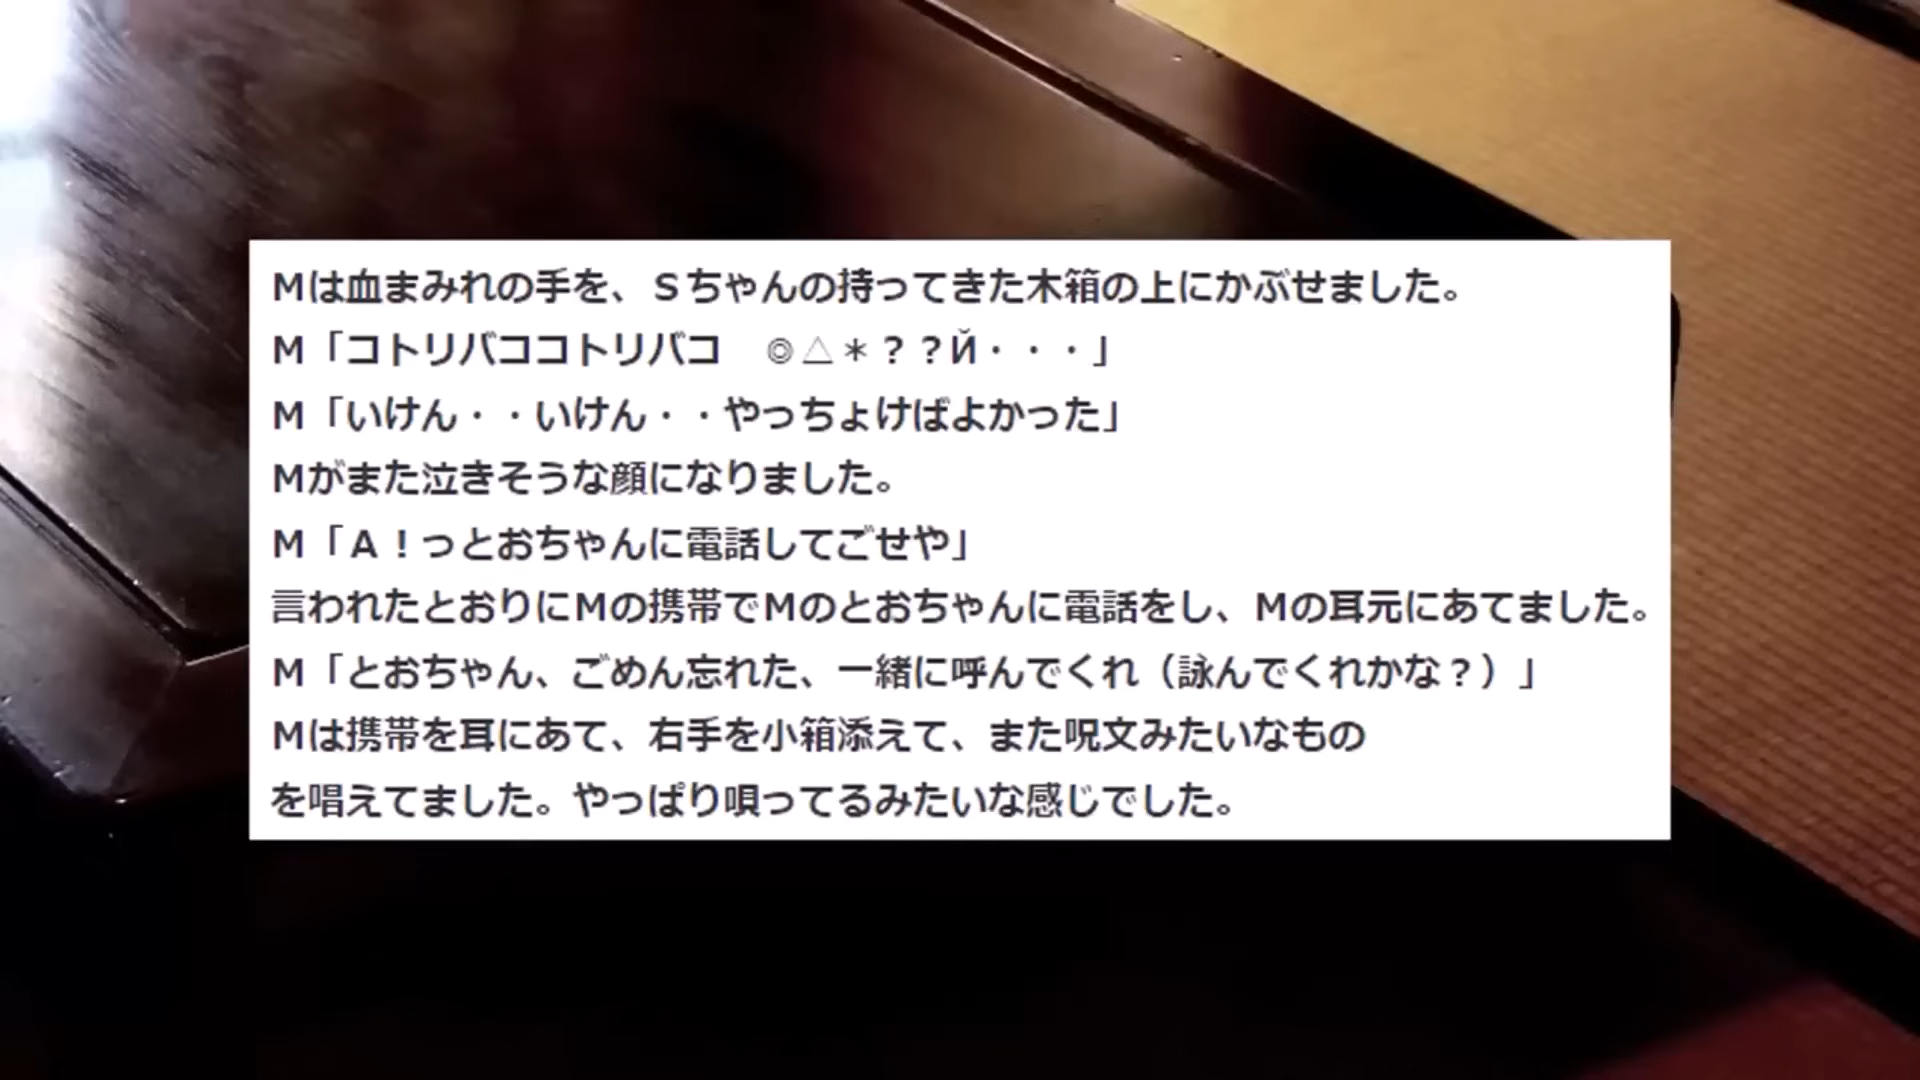 Mは血まみれの手を、Sちゃんの持ってきた木箱の上にかぶせました。
M「コトリバココトリバコ　◎△＊？？Й・・・」
M「いけん・・いけん・・やっちょけばよかった」
Mがまた泣きそうな顔になりました。
M「A！っとおちゃんに電話してごせや」
言われたとおりにMの携帯でMのとおちゃんに電話をし、Mの耳元にあてました。
M「とおちゃん、ごめん忘れた、一緒に呼んでくれ（詠んでくれかな？）」
Mは携帯を耳にあて、右手を小箱添えて、また呪文みたいなもの
を唱えてました。やっぱり唄ってるみたいな感じでした。